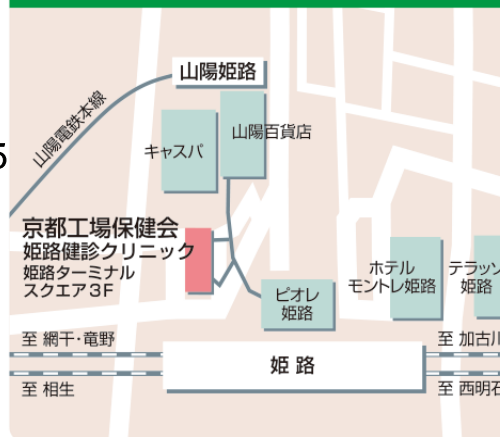 山陽姫路
山陽電鉄本線
5
キャスパ
山陽百貨店
京都工場保健会
姫路健診クリニック
姫路ターミナル
スクエア3F
ピオレ
姫路
ホテル
モントレ姫路
テラッソ
姫路
至 網干・竜野
至 相生
姫路
至 加古川
至 西明石